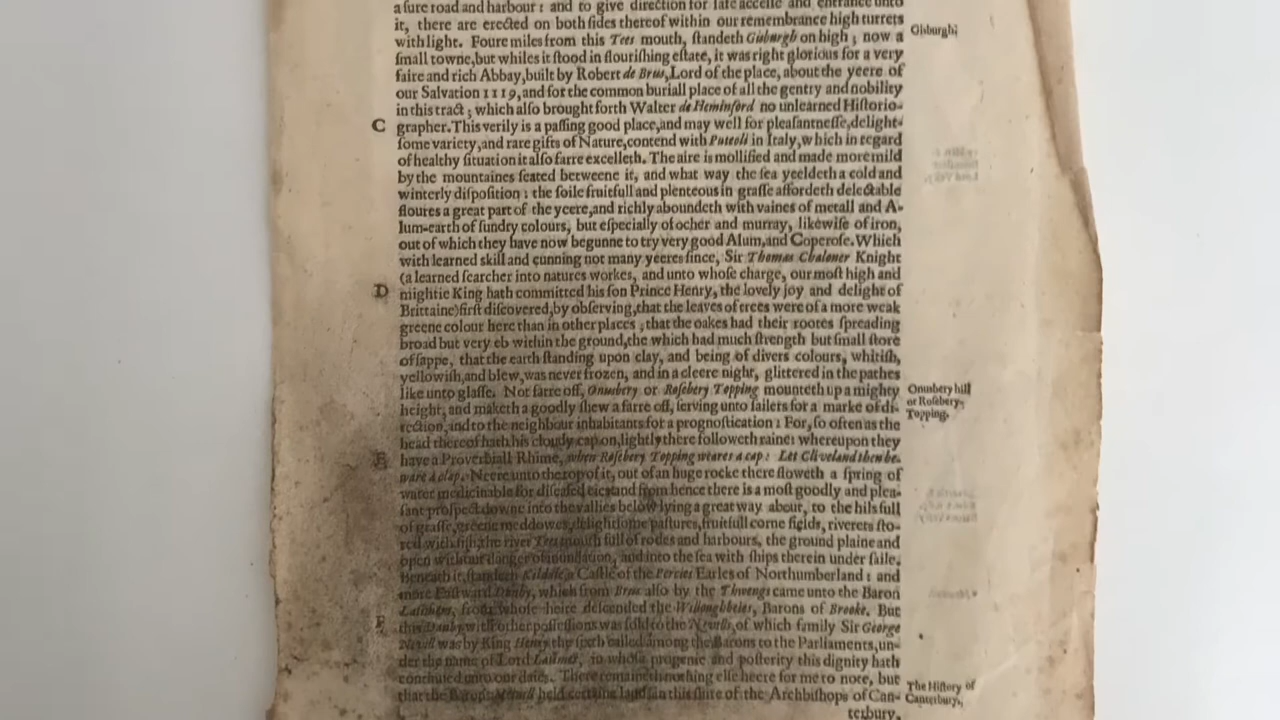 a sure road and harbour: and to give direction for safe accesse and entrance unto
it, there are erected on both sides thereof within our remembrance high turrets
with light. Foure miles from this Tees mouth, standeth Gisburgh on high; now a
Gisburgh.
small towne, but whiles it stood in flourishing estate, it was right glorious for a very
faire and rich Abbay, built by Robert de Brus, Lord of the place, about the yeere of
our Salvation 1119, and for the common buriall place of all the gentry and nobility
in this tract; which also brought forth Walter de Heminford no unlearned Historio-
C grapher. This verily is a passing good place, and may well for pleasantnesse, delight-
some variety, and rare gifts of Nature, contend with Puteoli in Italy, which in regard
of healthy situation it also farre excelleth. The aire is mollified and made more mild
by the mountaines seated betweene it, and what way the sea yeeldeth a cold and
winterly disposition: the soile fruitfull and plenteous in grasse affordeth delectable
floures a great part of the yeere, and richly aboundeth with vaines of metall and A-
lum-earth of sundry colours, but especially of ocher and murray, likewise of iron,
out of which they have now begunne to try very good Alum, and Coperose. Which
with learned skill and cunning not many yeeres since, Sir Thomas Chaloner Knight
(a learned searcher into natures workes, and unto whose charge, our most high and
D mightie King hath committed his son Prince Henry, the lovely joy and delight of
Brittaine) first discovered, by observing, that the leaves of trees were of a more weak
greene colour here than in other places, that the oakes had their rootes spreading
broad but very eb within the ground, the which had much strength but small store
of sappe, that the earth standing upon clay, and being of divers colours, whitish,
yellowish, and blew, was never frozen, and in a cleere night, glittered in the pathes
like unto glasse. Not farre off, Onusbery or Rosebery Topping mounteth up a mighty
Onusbery hill
or Rosebery-
Topping.
height, and maketh a goodly shew a farre off, serving unto sailers for a marke of di-
rection, and to the neighbour inhabitants for a prognostication: For, so often as the
head thereof hath his cloudy cap on, lightly there followeth raine: whereupon they
E have a Proverbiall Rhime, when Rosebery Topping weares a cap: Let Cliveland then be-
ware a clap. Neere unto the top of it, out of an huge rocke there floweth a spring of
water medicinable for diseased eies: and from hence there is a most goodly and plea-
sant prospect downe into the vallies below lying a great way about, to the hils full
of grasse, greene meddowes, delightsome pastures, fruitfull corne fields, riverets sto-
red with fish, the river Tees mouth full of rodes and harbours, the ground plaine and
open without danger of inundation, and into the sea with ships therein under saile.
Beneath it, standeth Kildale a Castle of the Percies Earles of Northumberland: and
more Eastward Danby, which from Brus also by the Thwengs came unto the Baron
Latimers, from whose heire descended the Willoughbeies, Barons of Brooke. But
F this Danby with other possessions was sold to the Nevills, of which family Sir George
Nevill was by King Henry the sixth called among the Barons to the Parliaments, un-
der the name of Lord Latimer, in whose progenie and posterity this dignity hath
continued unto our daies. There remaineth nothing else heere for me to note, but
that the Barons Meinill held certaine lands in this shire of the Archbishops of Can-
The History of
Canterbury.
terbury,